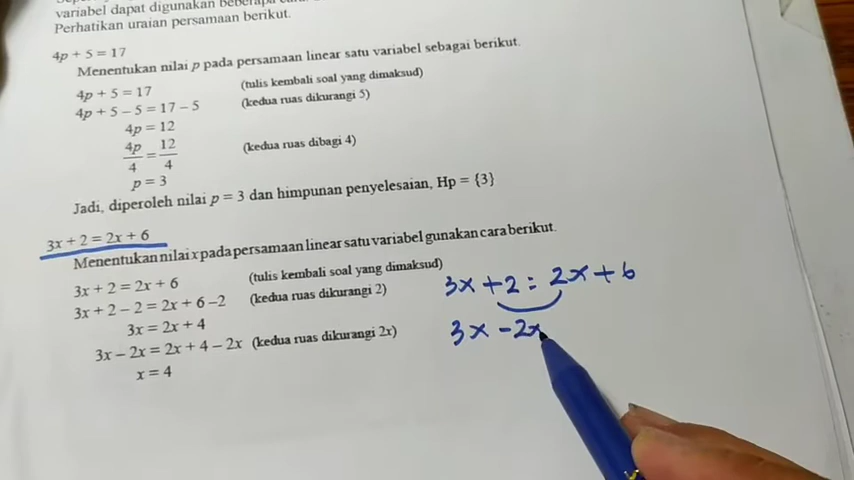 variabel dapat digunakan
Perhatikan uraian persamaan berikut.
4p + 5 = 17
Menentukan nilai p pada persamaan linear satu variabel sebagai berikut.
4p + 5 = 17 (tulis kembali soal yang dimaksud)
4p + 5 – 5 = 17 – 5 (kedua ruas dikurangi 5)
4p = 12
4p/4 = 12/4 (kedua ruas dibagi 4)
p = 3
Jadi, diperoleh nilai p = 3 dan himpunan penyelesaian, Hp = {3}
3x + 2 = 2x + 6
Menentukan nilai x pada persamaan linear satu variabel gunakan cara berikut.
3x + 2 = 2x + 6 (tulis kembali soal yang dimaksud)
3x + 2 – 2 = 2x + 6 –2 (kedua ruas dikurangi 2)
3x = 2x + 4
3x – 2x = 2x + 4 – 2x (kedua ruas dikurangi 2x)
x = 4
3x + 2 = 2x + 6
3x - 2x